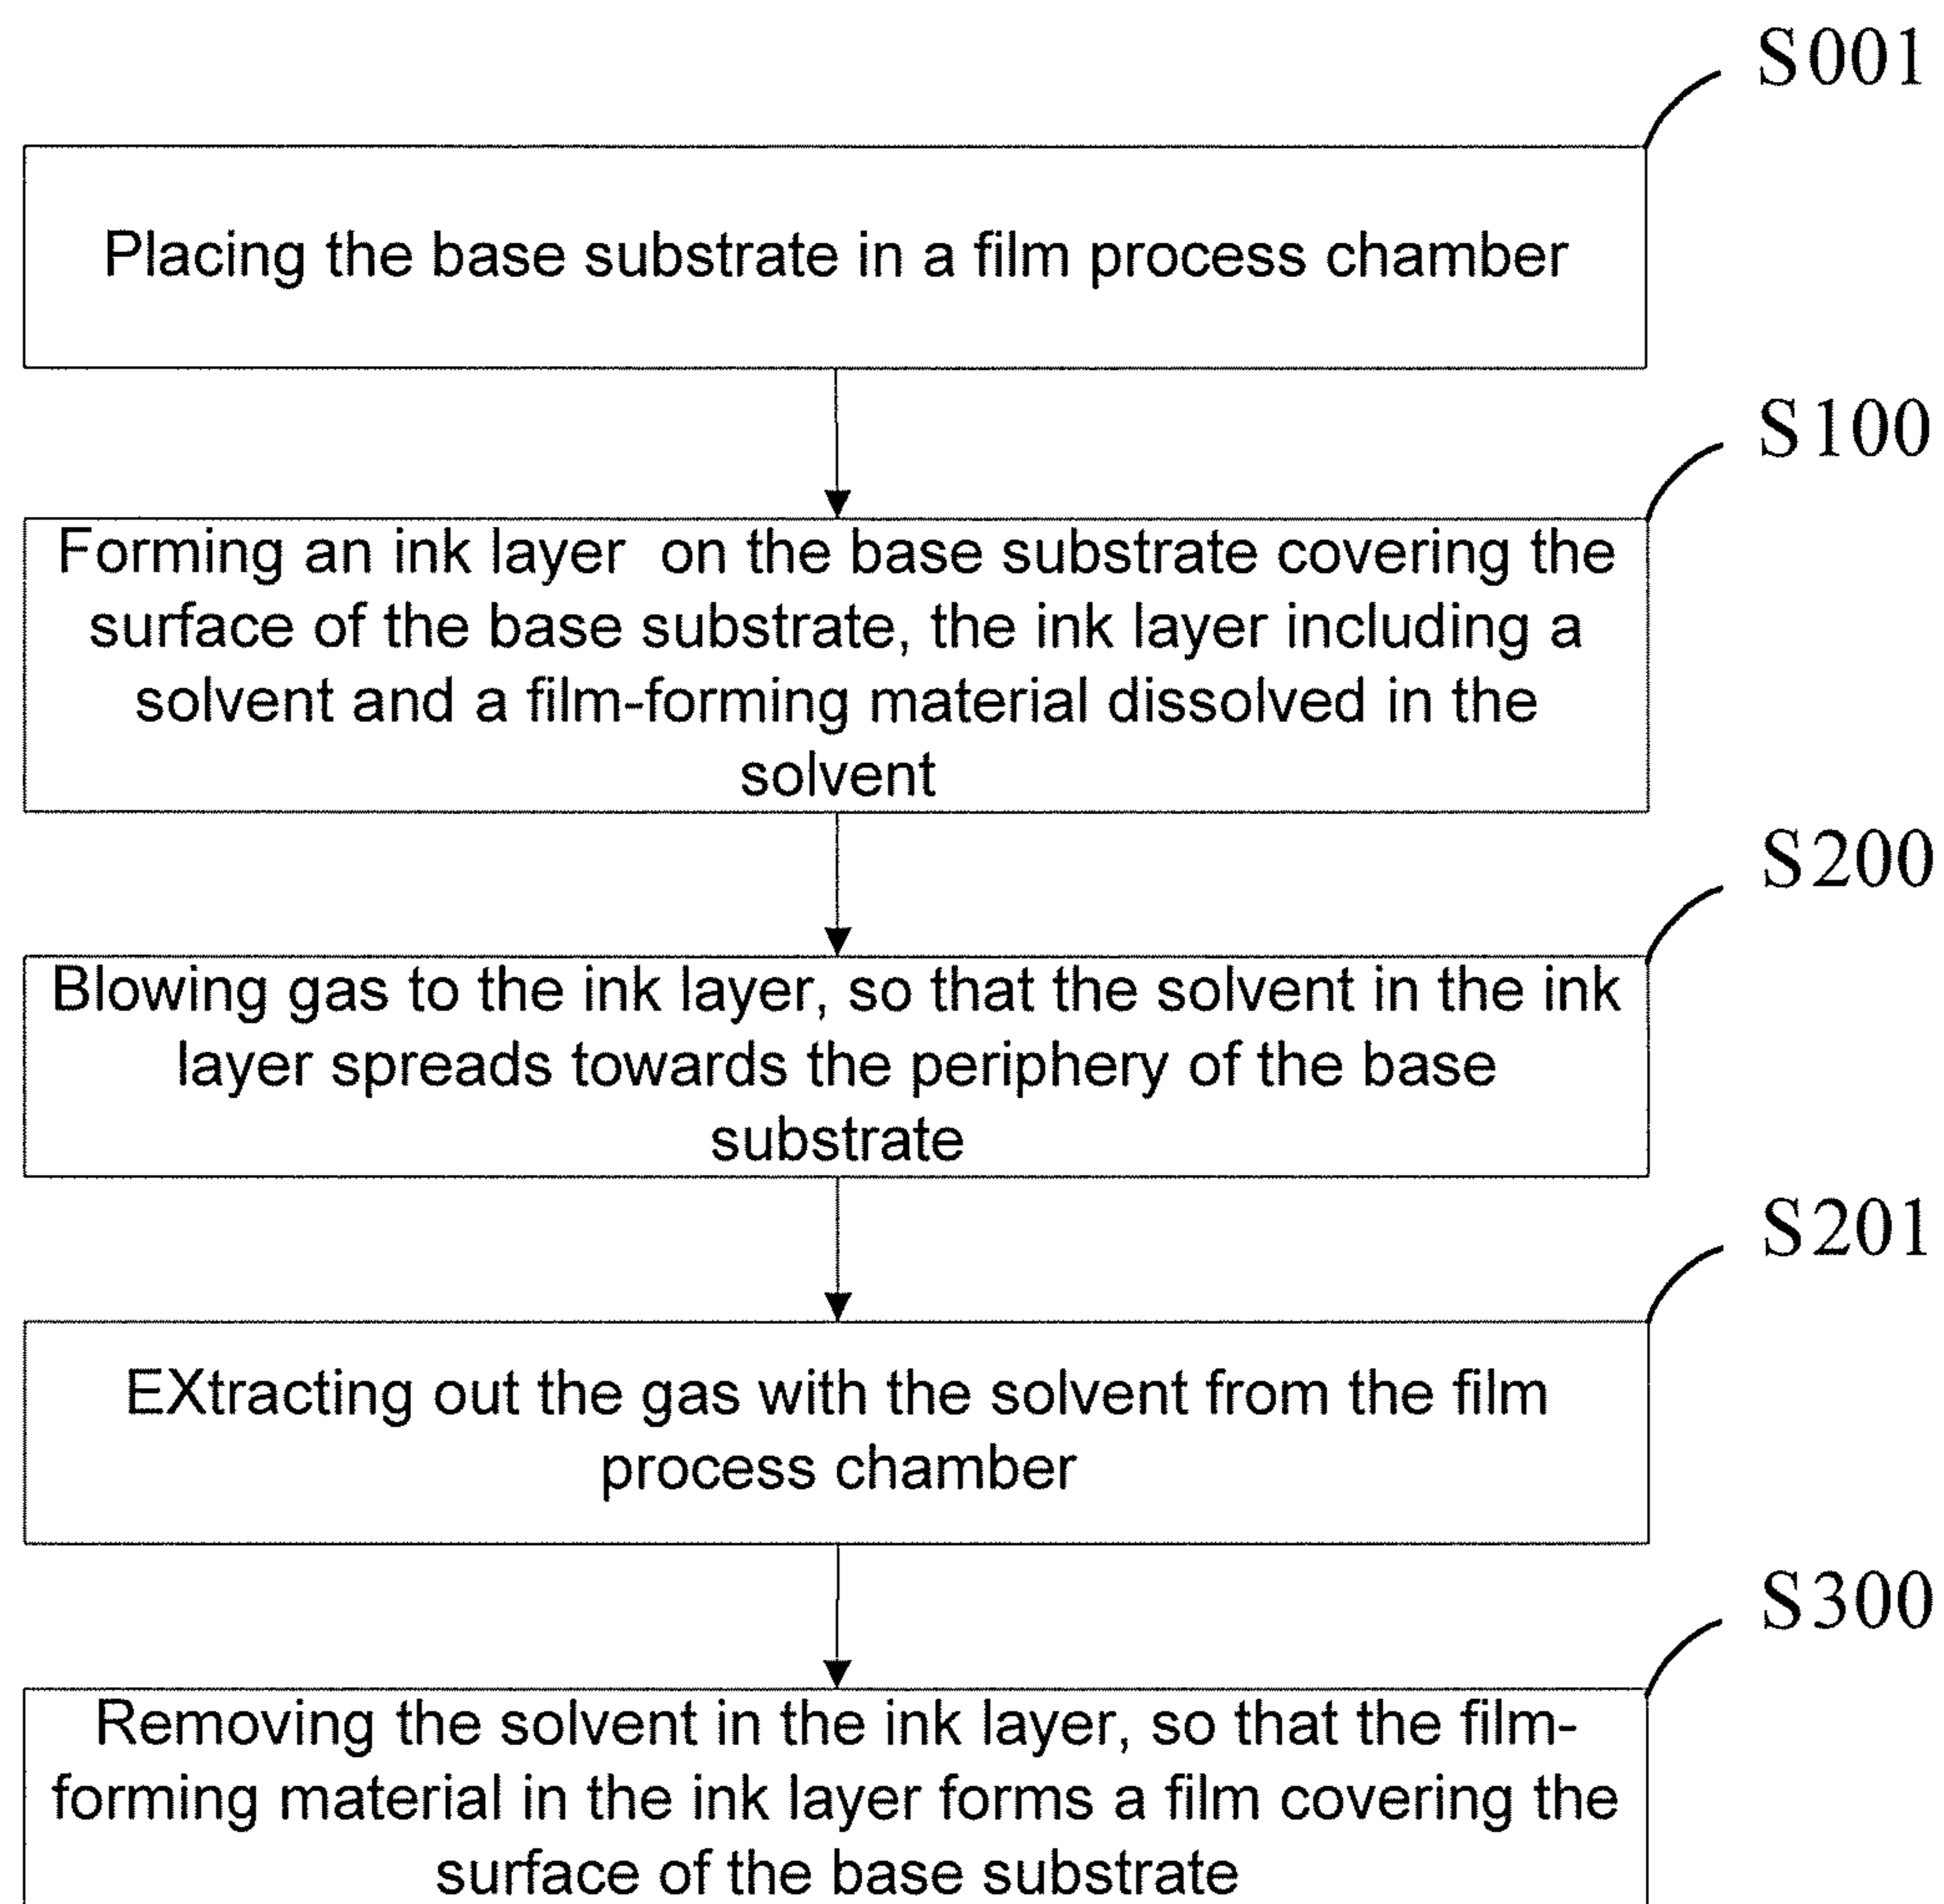 S001
Placing the base substrate in a film process chamber
S100
Forming an ink layer on the base substrate covering the
surface of the base substrate, the ink layer including a
solvent and a film-forming material dissolved in the
solvent
S200
Blowing gas to the ink layer, so that the solvent in the ink
layer spreads towards the periphery of the base
substrate
S201
EXtracting out the gas with the solvent from the film
process chamber
S300
Removing the solvent in the ink layer, so that the film-
forming material in the ink layer forms a film covering the
surface of the base substrate